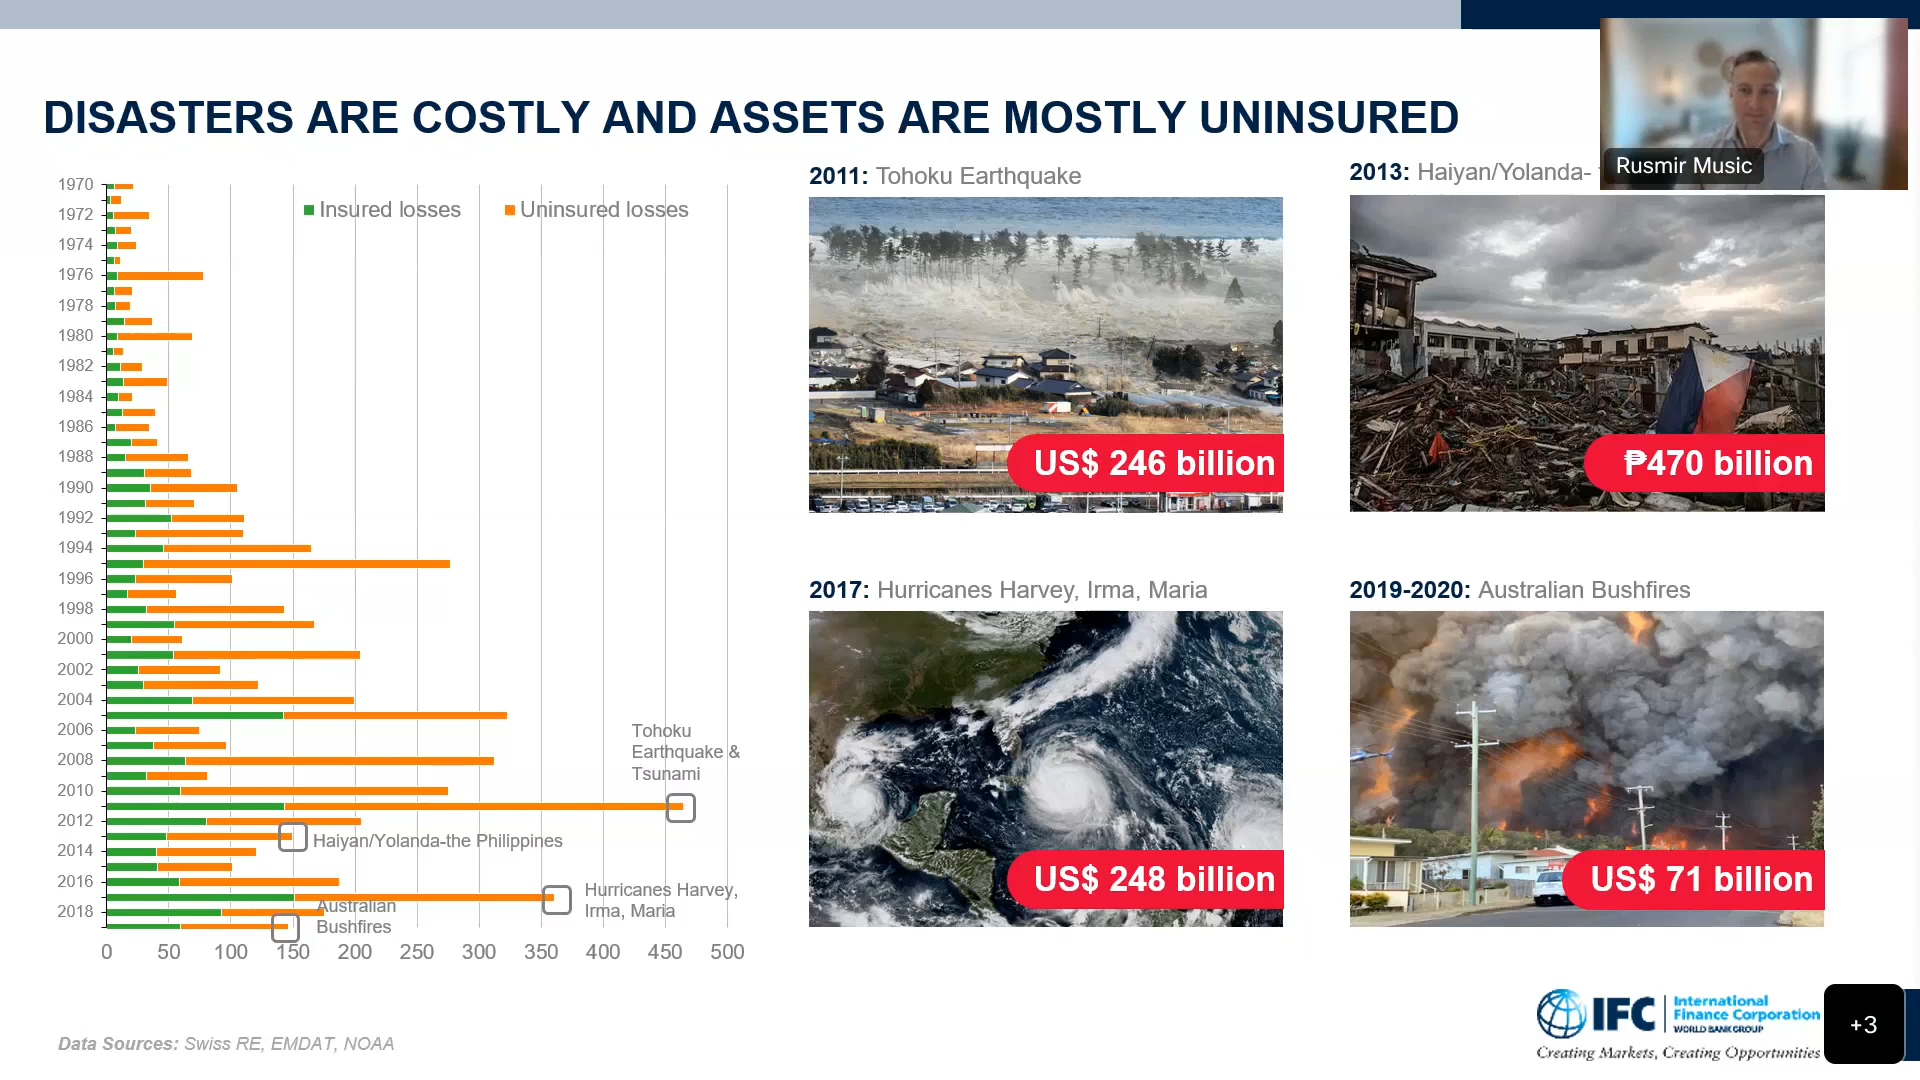 DISASTERS ARE COSTLY AND ASSETS ARE MOSTLY UNINSURED
Rusmir Music
1970
1972
1974
1976
1978
1980
1982
1984
1986
1988
1990
1992
1994
1996
1998
2000
2002
2004
2006
2008
2010
2012
2014
2016
2018
Insured losses
Uninsured losses
Tohoku
Earthquake &
Tsunami
Haiyan/Yolanda-the Philippines
Hurricanes Harvey,
Irma, Maria
Australian
Bushfires
0 50 100 150 200 250 300 350 400 450 500
2011: Tohoku Earthquake
US$ 246 billion
2013: Haiyan/Yolanda-
₱470 billion
2017: Hurricanes Harvey, Irma, Maria
US$ 248 billion
2019-2020: Australian Bushfires
US$ 71 billion
Data Sources: Swiss RE, EMDAT, NOAA
IFC
International
Finance Corporation
WORLD BANK GROUP
Creating Markets, Creating Opportunities
+3